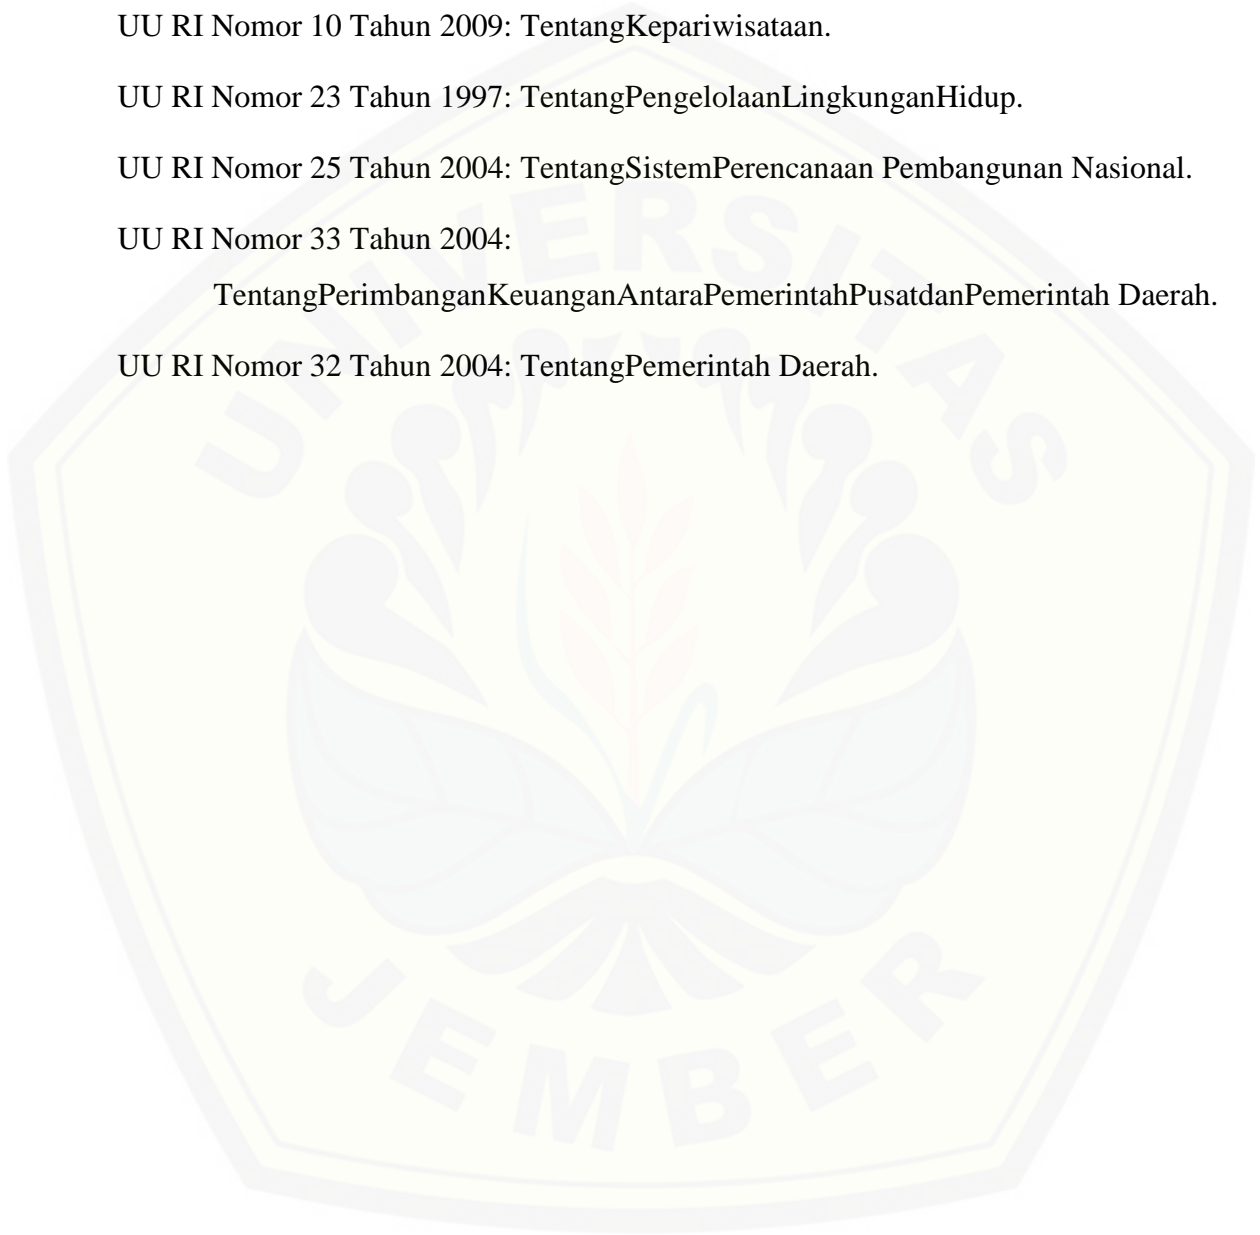 UU RI Nomor 10 Tahun 2009: TentangKepariwisataan.
UU RI Nomor 23 Tahun 1997: TentangPengelolaanLingkunganHidup.
UU RI Nomor 25 Tahun 2004: TentangSistemPerencanaan Pembangunan Nasional.
UU RI Nomor 33 Tahun 2004:
TentangPerimbanganKeuanganAntaraPemerintahPusatdanPemerintah Daerah.
UU RI Nomor 32 Tahun 2004: TentangPemerintah Daerah.
UNIVERSITAS
JEMBER